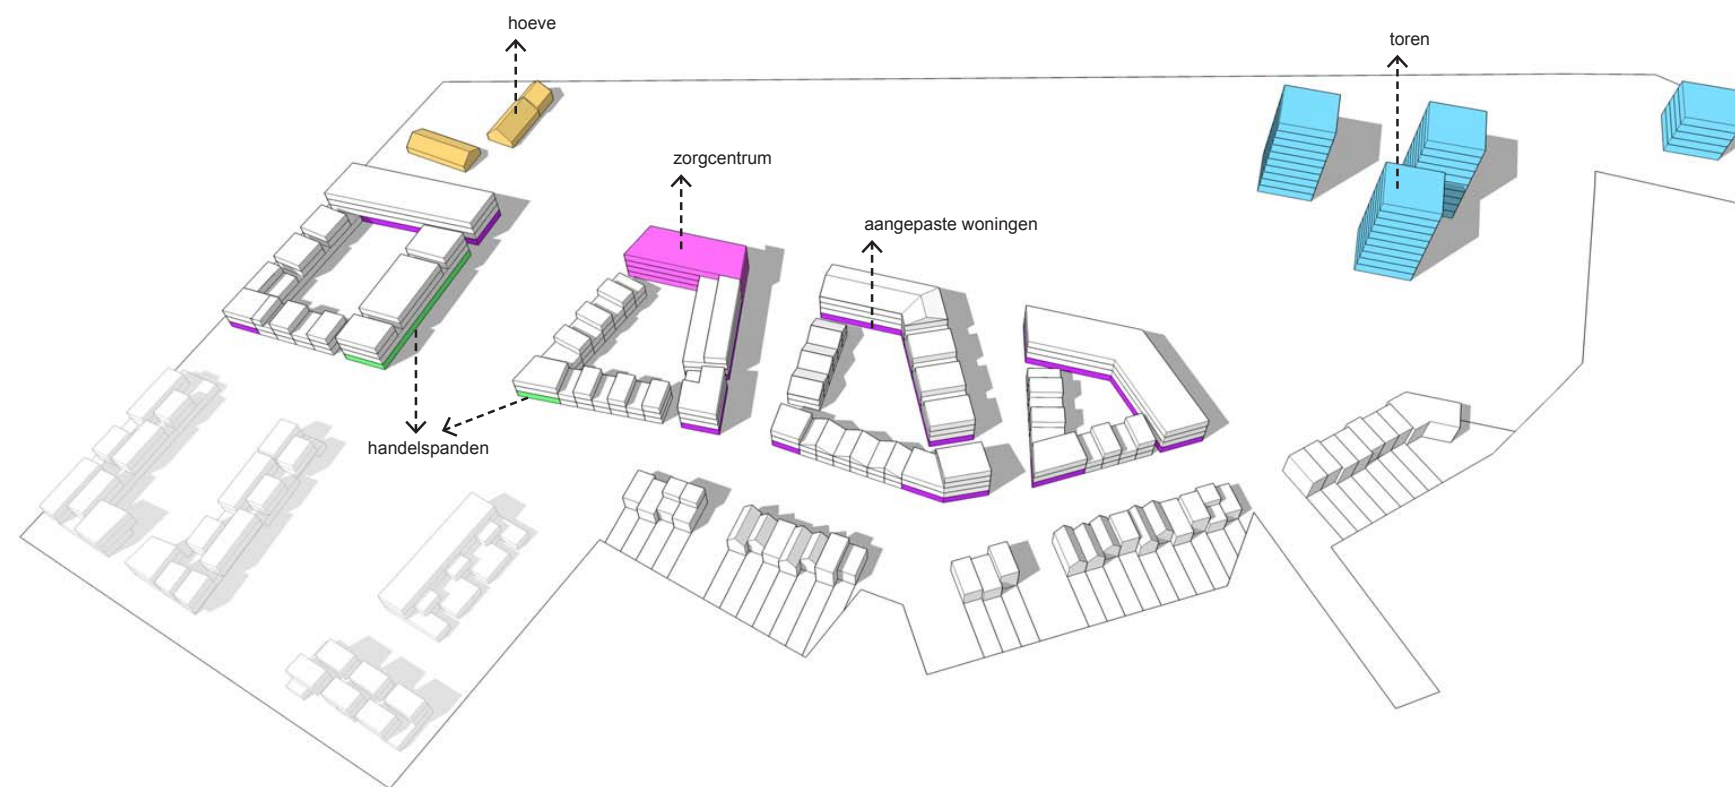 hoeve
toren
zorgcentrum
aangepaste woningen
handelspanden